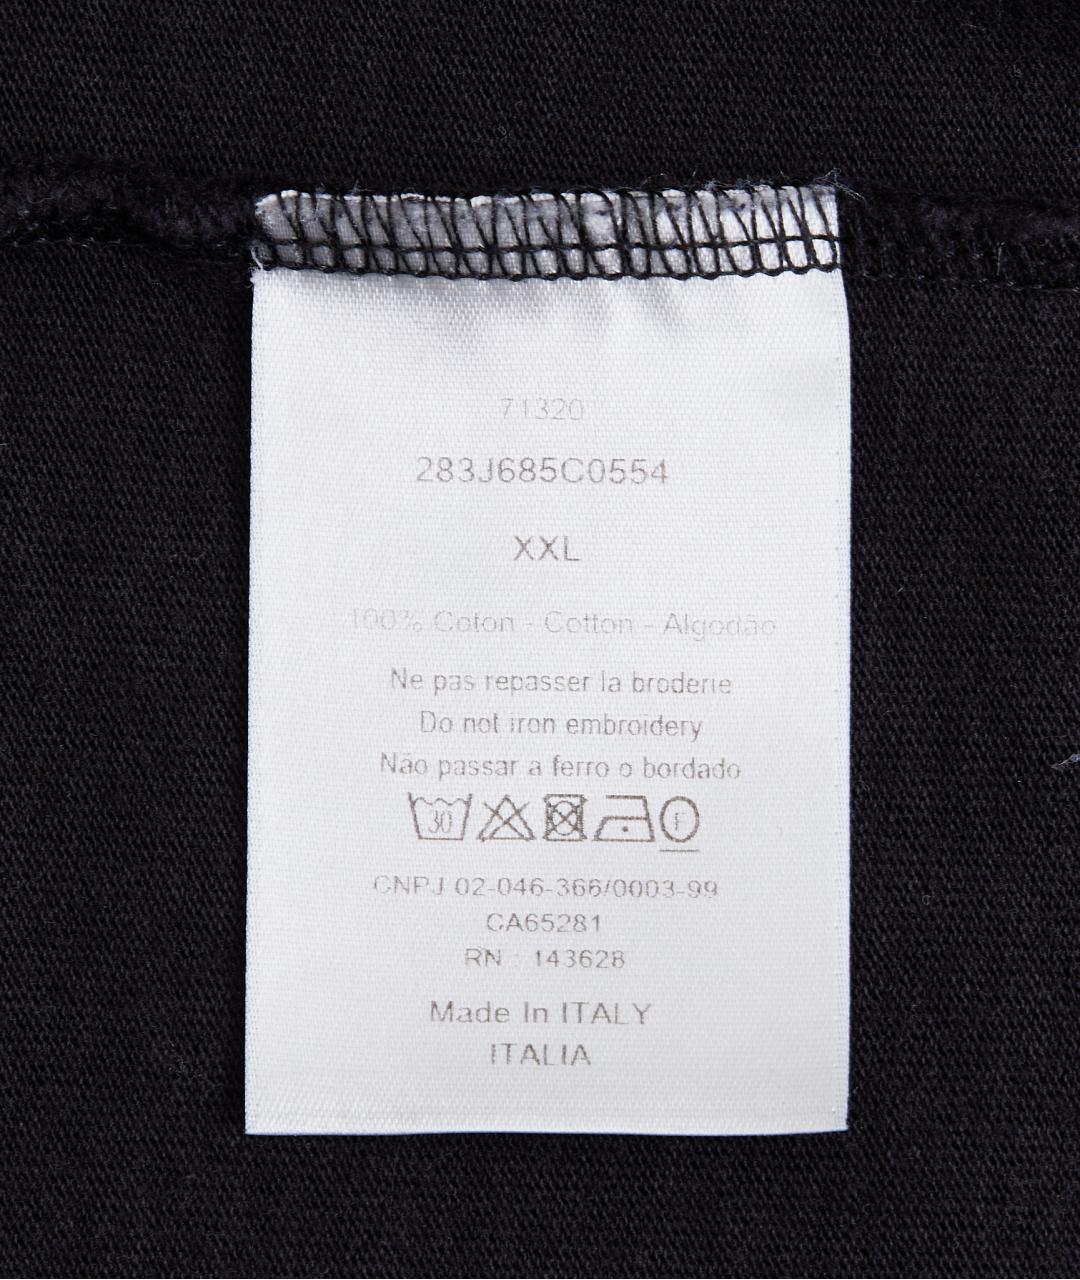 71320
283J685C0554
XXL
100% Coton - Cotton - Algodão
Ne pas repasser la broderie
Do not iron embroidery
Não passar a ferro o bordado
30 F
CNPJ 02-046-366/0003-99
CA65281
RN : 143628
Made In ITALY
ITALIA